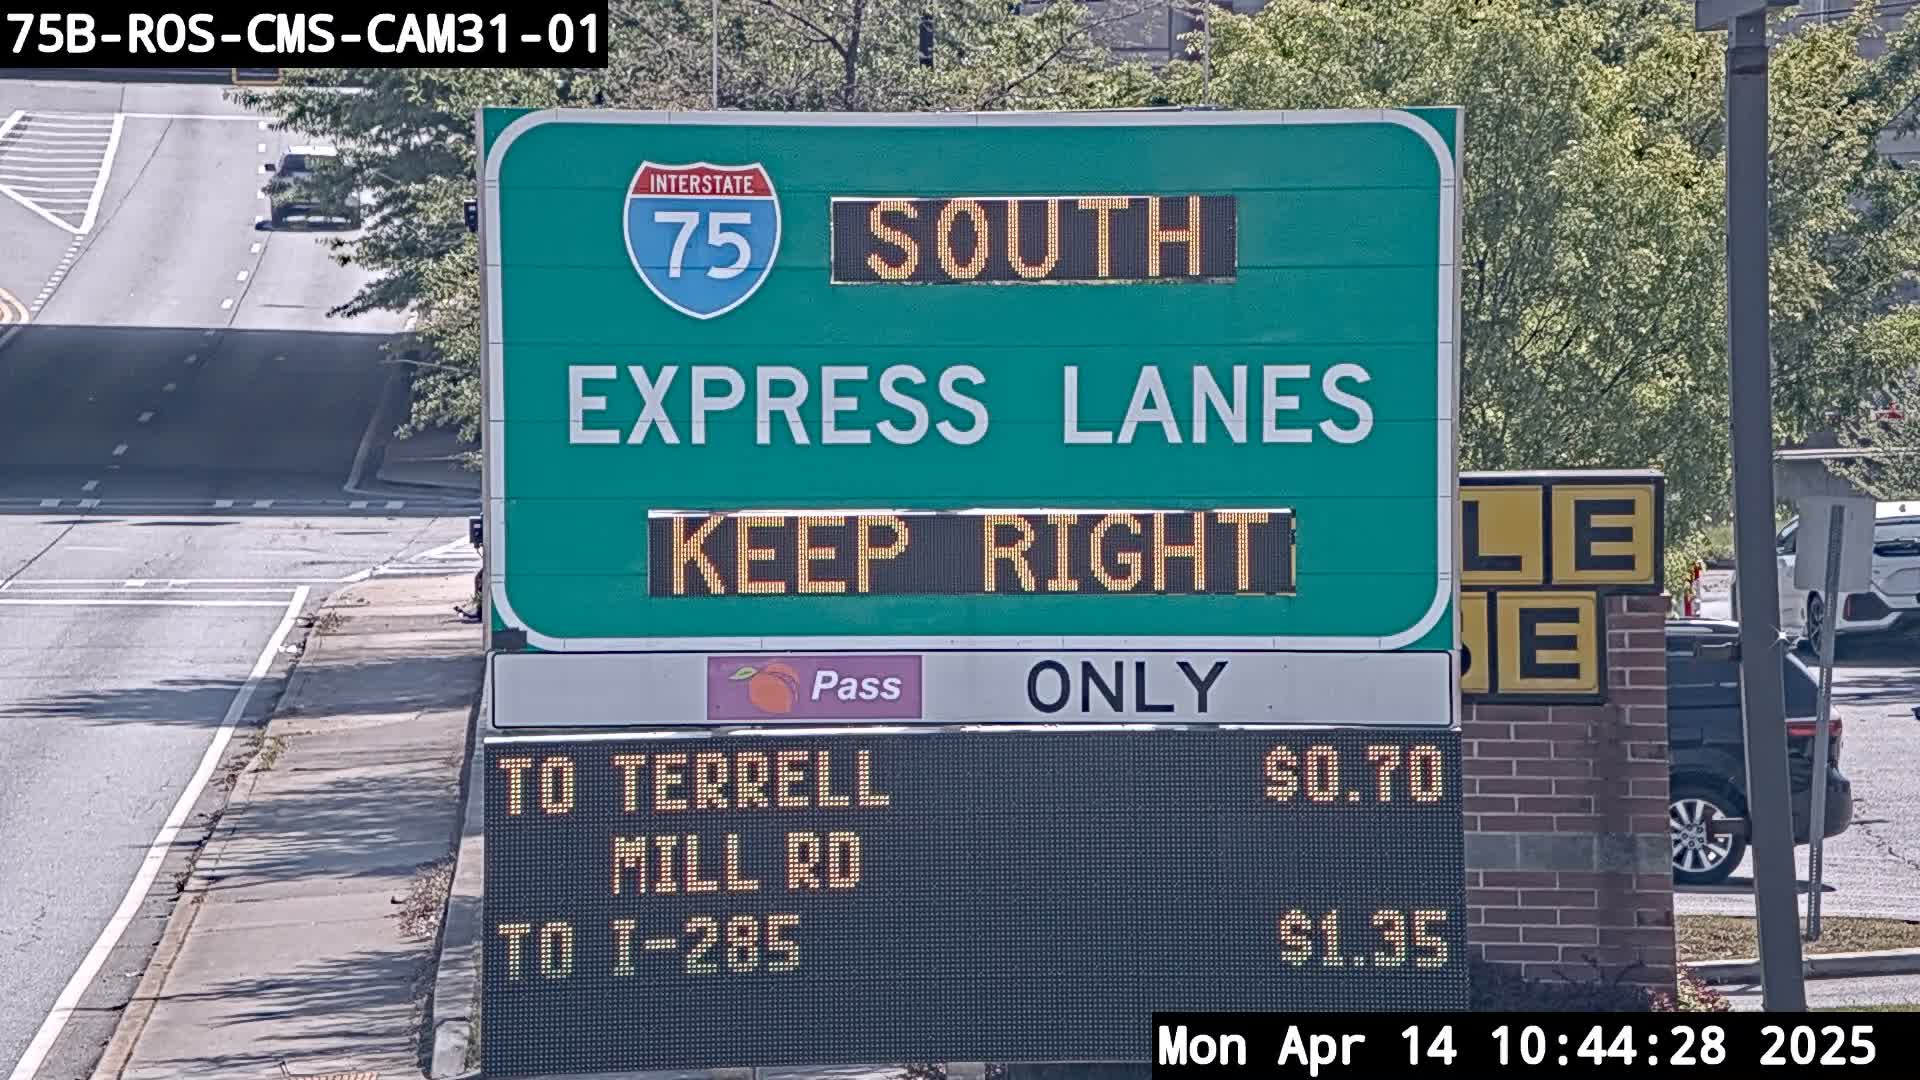 75B-ROS-CMS-CAM31-01
INTERSTATE
75
SOUTH
EXPRESS LANES
KEEP RIGHT
Pass ONLY
TO TERRELL $0.70
MILL RD
TO I-285 $1.35
LE
E
Mon Apr 14 10:44:28 2025